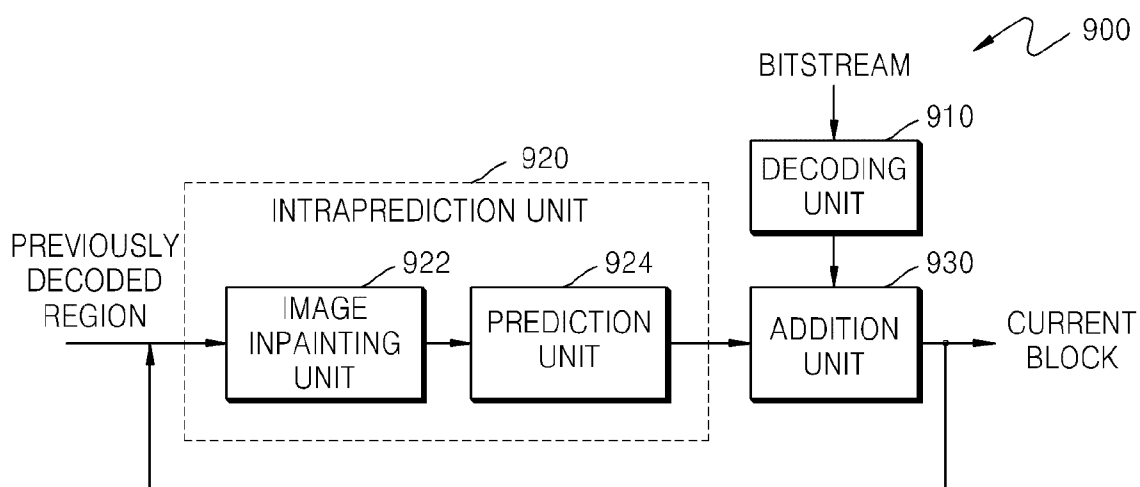 900
BITSTREAM
910
DECODING
UNIT
920
INTRAPREDICTION UNIT
PREVIOUSLY
DECODED
REGION
922
IMAGE
INPAINTING
UNIT
924
PREDICTION
UNIT
930
ADDITION
UNIT
CURRENT
BLOCK